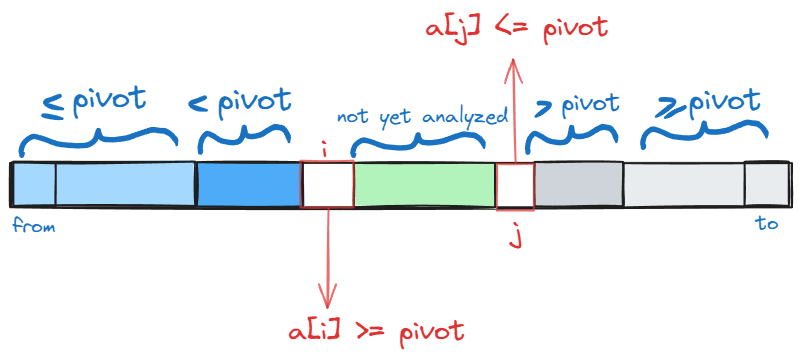 a[j] <= pivot
≤ pivot
< pivot
not yet analyzed
> pivot
≥ pivot
i
from
j
to
a[i] >= pivot